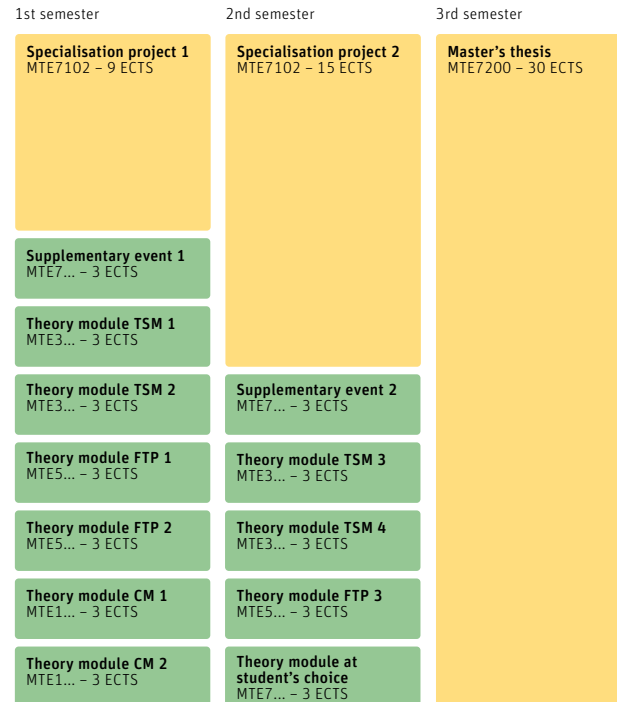 1st semester
2nd semester
3rd semester
Specialisation project 1
MTE7102 – 9 ECTS
Supplementary event 1
MTE7... – 3 ECTS
Theory module TSM 1
MTE3... – 3 ECTS
Theory module TSM 2
MTE3... – 3 ECTS
Theory module FTP 1
MTE5... – 3 ECTS
Theory module FTP 2
MTE5... – 3 ECTS
Theory module CM 1
MTE1... – 3 ECTS
Theory module CM 2
MTE1... – 3 ECTS
Specialisation project 2
MTE7102 – 15 ECTS
Supplementary event 2
MTE7... – 3 ECTS
Theory module TSM 3
MTE3... – 3 ECTS
Theory module TSM 4
MTE3... – 3 ECTS
Theory module FTP 3
MTE5... – 3 ECTS
Theory module at
student's choice
MTE7... – 3 ECTS
Master's thesis
MTE7200 – 30 ECTS